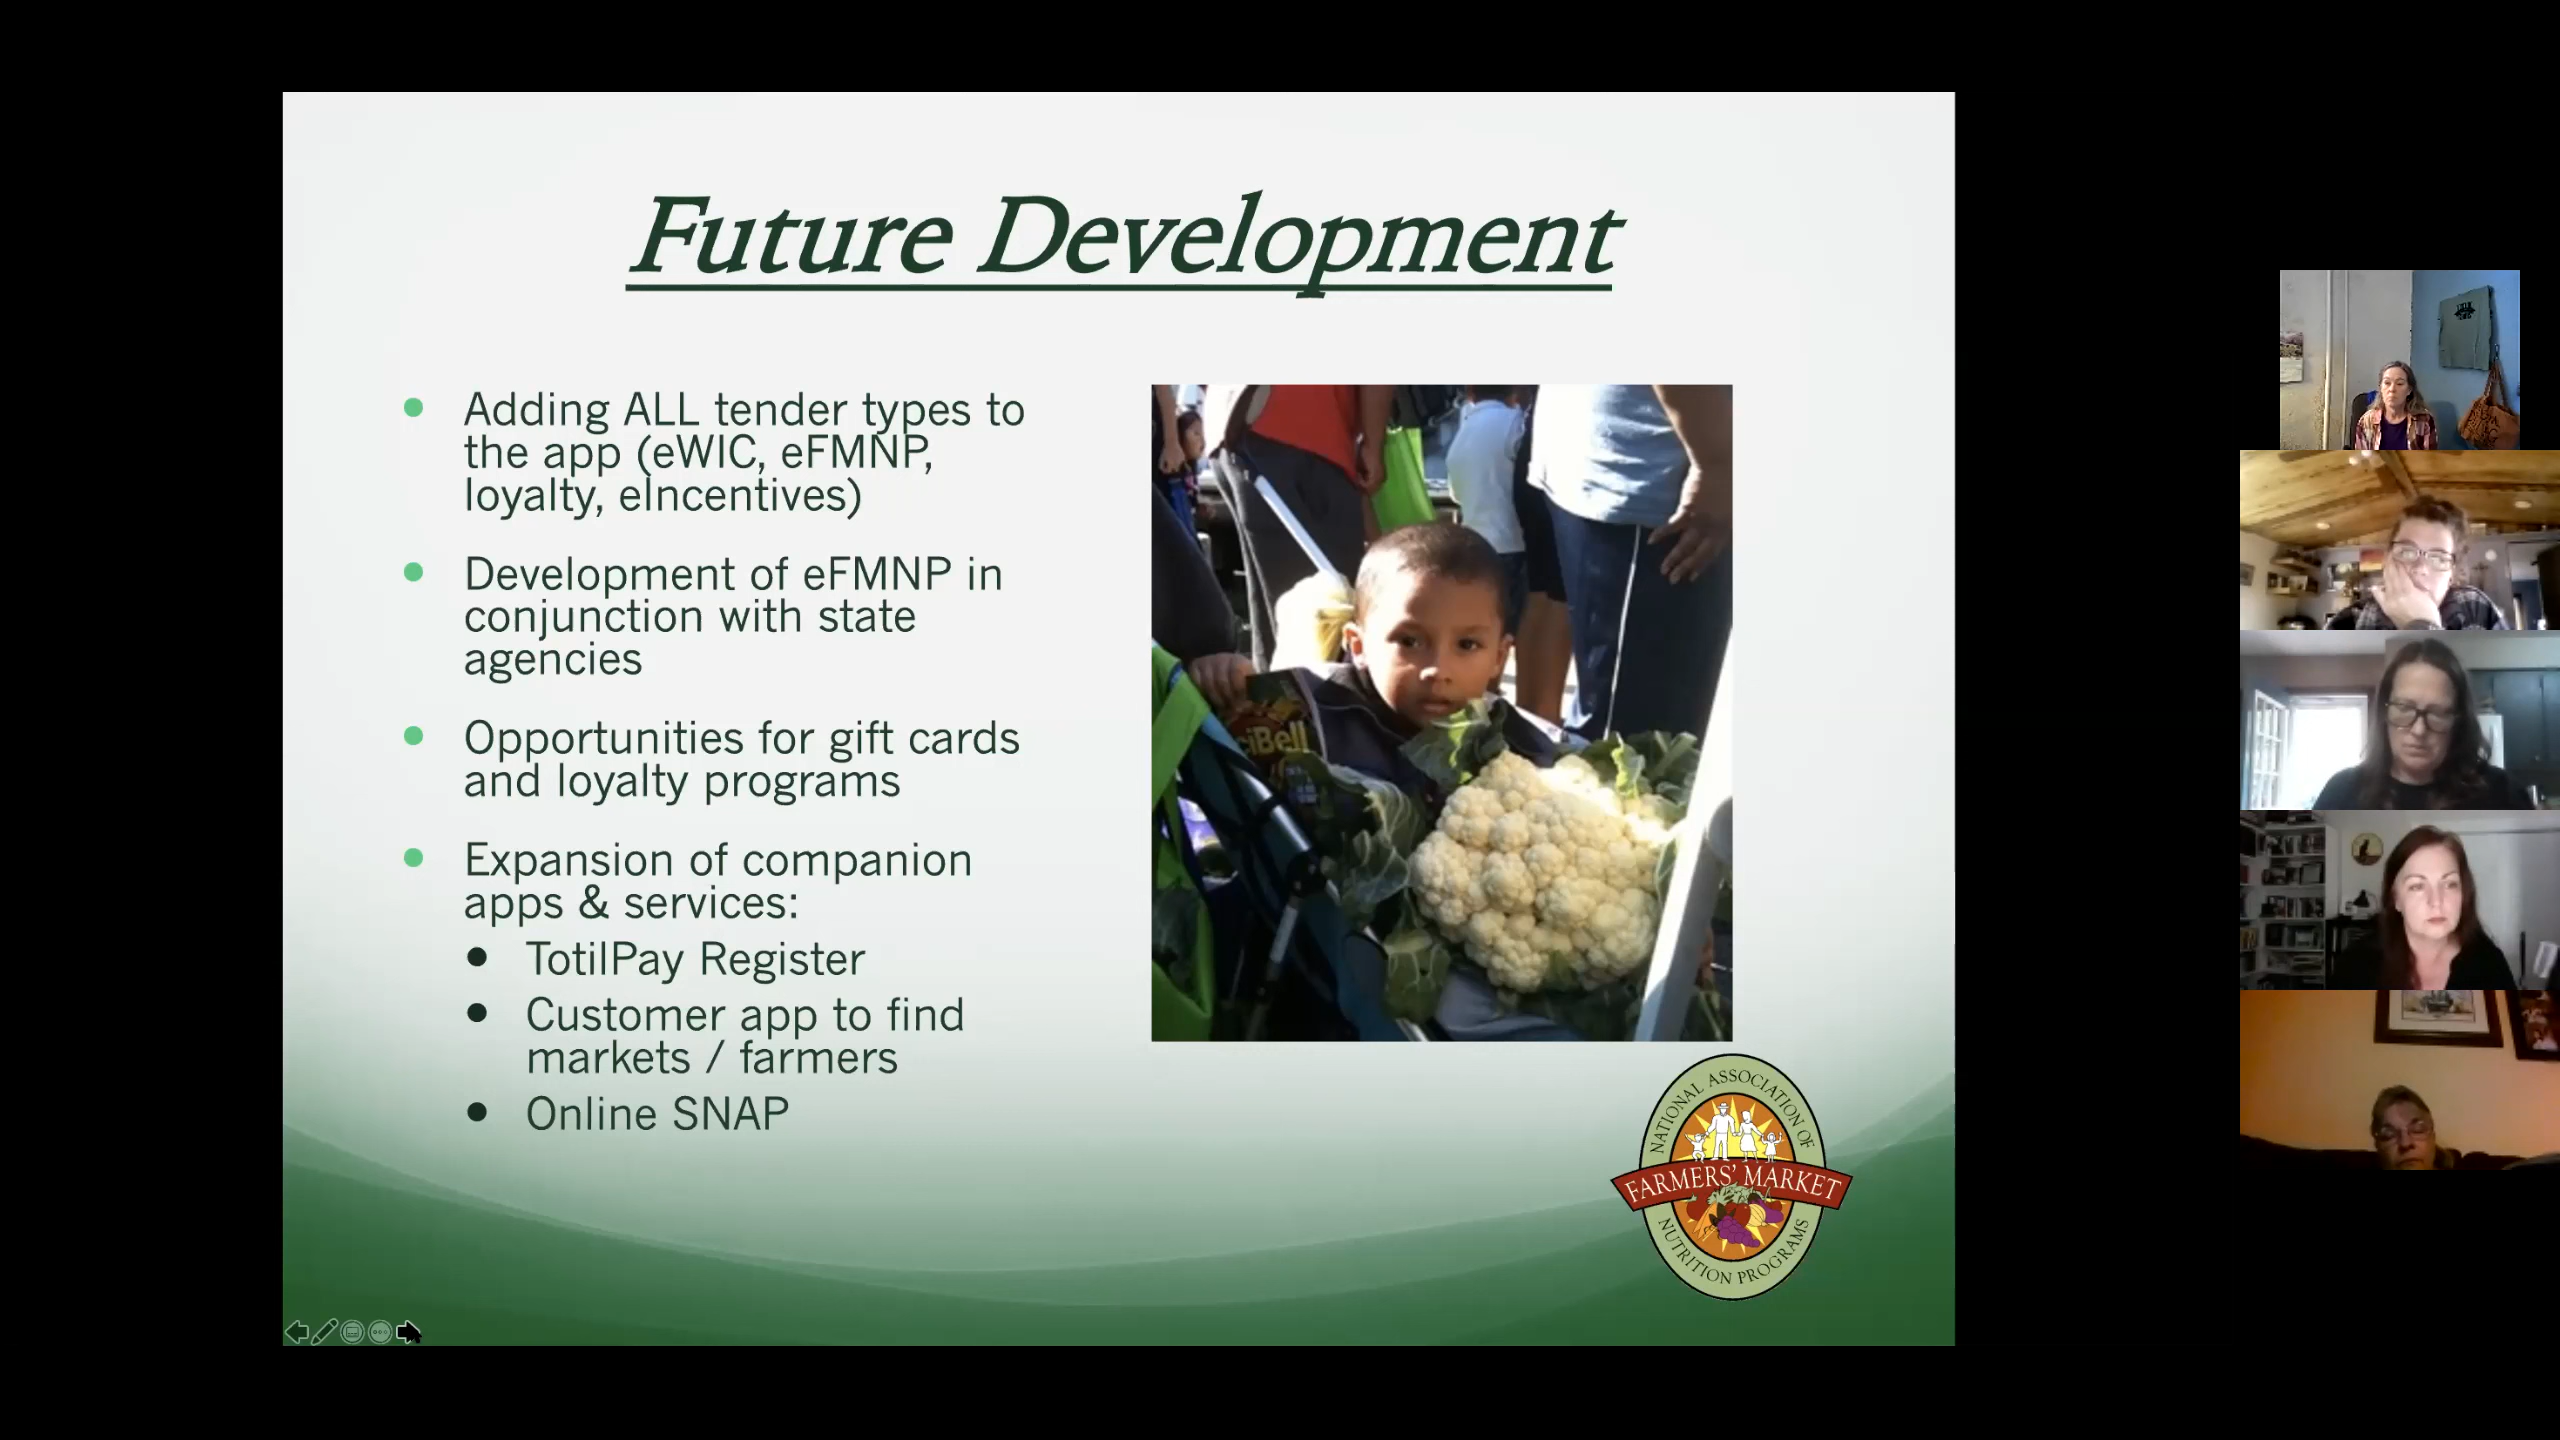 Future Development
Adding ALL tender types to
the app (eWIC, eFMNP,
loyalty, eIncentives)
Development of eFMNP in
conjunction with state
agencies
Opportunities for gift cards
and loyalty programs
Expansion of companion
apps & services:
TotilPay Register
Customer app to find
markets / farmers
Online SNAP
ciBell
NATIONAL ASSOCIATION OF
FARMERS' MARKET
NUTRITION PROGRAMS